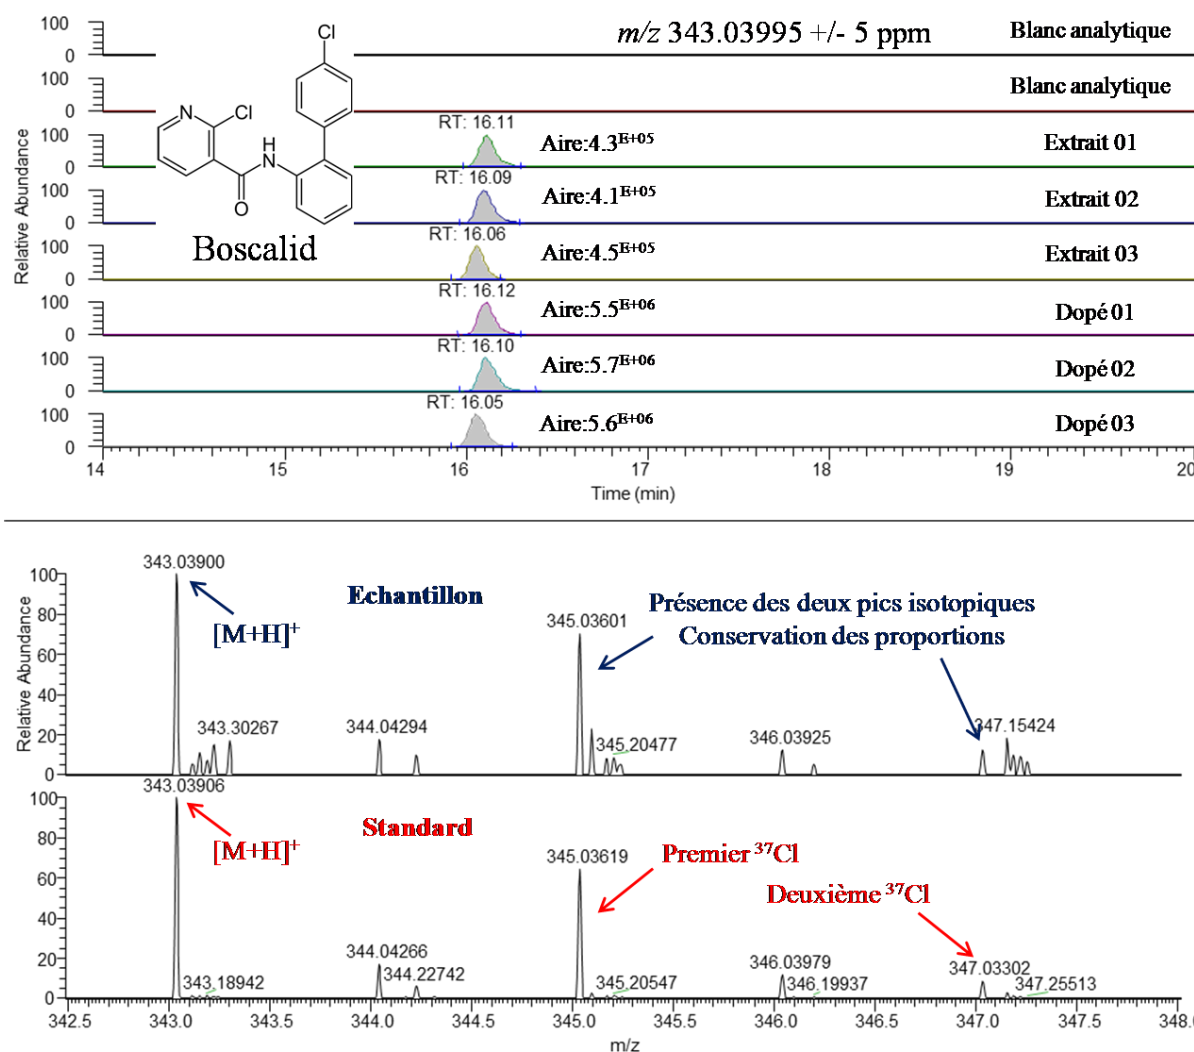 m/z 343.03995 +/- 5 ppm
Blanc analytique
Blanc analytique
Extrait 01
Extrait 02
Extrait 03
Dopé 01
Dopé 02
Dopé 03
100
0
100
0
100
0
100
0
100
0
100
0
100
0
100
0
Relative Abundance
Cl
N
Cl
H
N
O
Boscalid
RT: 16.11
Aire:4.3E+05
RT: 16.09
Aire:4.1E+05
RT: 16.06
Aire:4.5E+05
RT: 16.12
Aire:5.5E+06
RT: 16.10
Aire:5.7E+06
RT: 16.05
Aire:5.6E+06
14 15 16 17 18 19 20
Time (min)
343.03900
Echantillon
[M+H]+
Présence des deux pics isotopiques
Conservation des proportions
345.03601
343.30267
344.04294
345.20477
346.03925
347.15424
100
80
60
40
20
0
Relative Abundance
343.03906
Standard
[M+H]+
345.03619
Premier 37Cl
Deuxième 37Cl
343.18942
344.04266
344.22742
345.20547
346.03979
346.19937
347.03302
347.25513
100
80
60
40
20
0
342.5 343.0 343.5 344.0 344.5 345.0 345.5 346.0 346.5 347.0 347.5 348.0
m/z